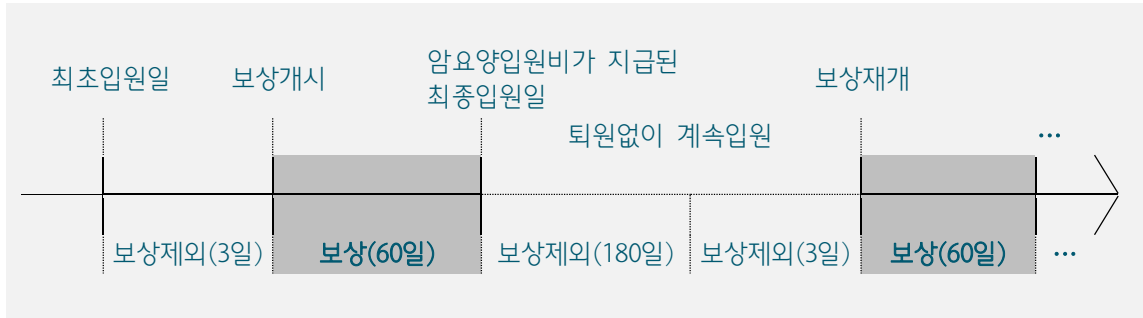 최초입원일
보상개시
암요양입원비가 지급된
최종입원일
보상재개
퇴원없이 계속입원
...
보상제외(3일)
보상(60일)
보상제외(180일)
보상제외(3일)
보상(60일)
...